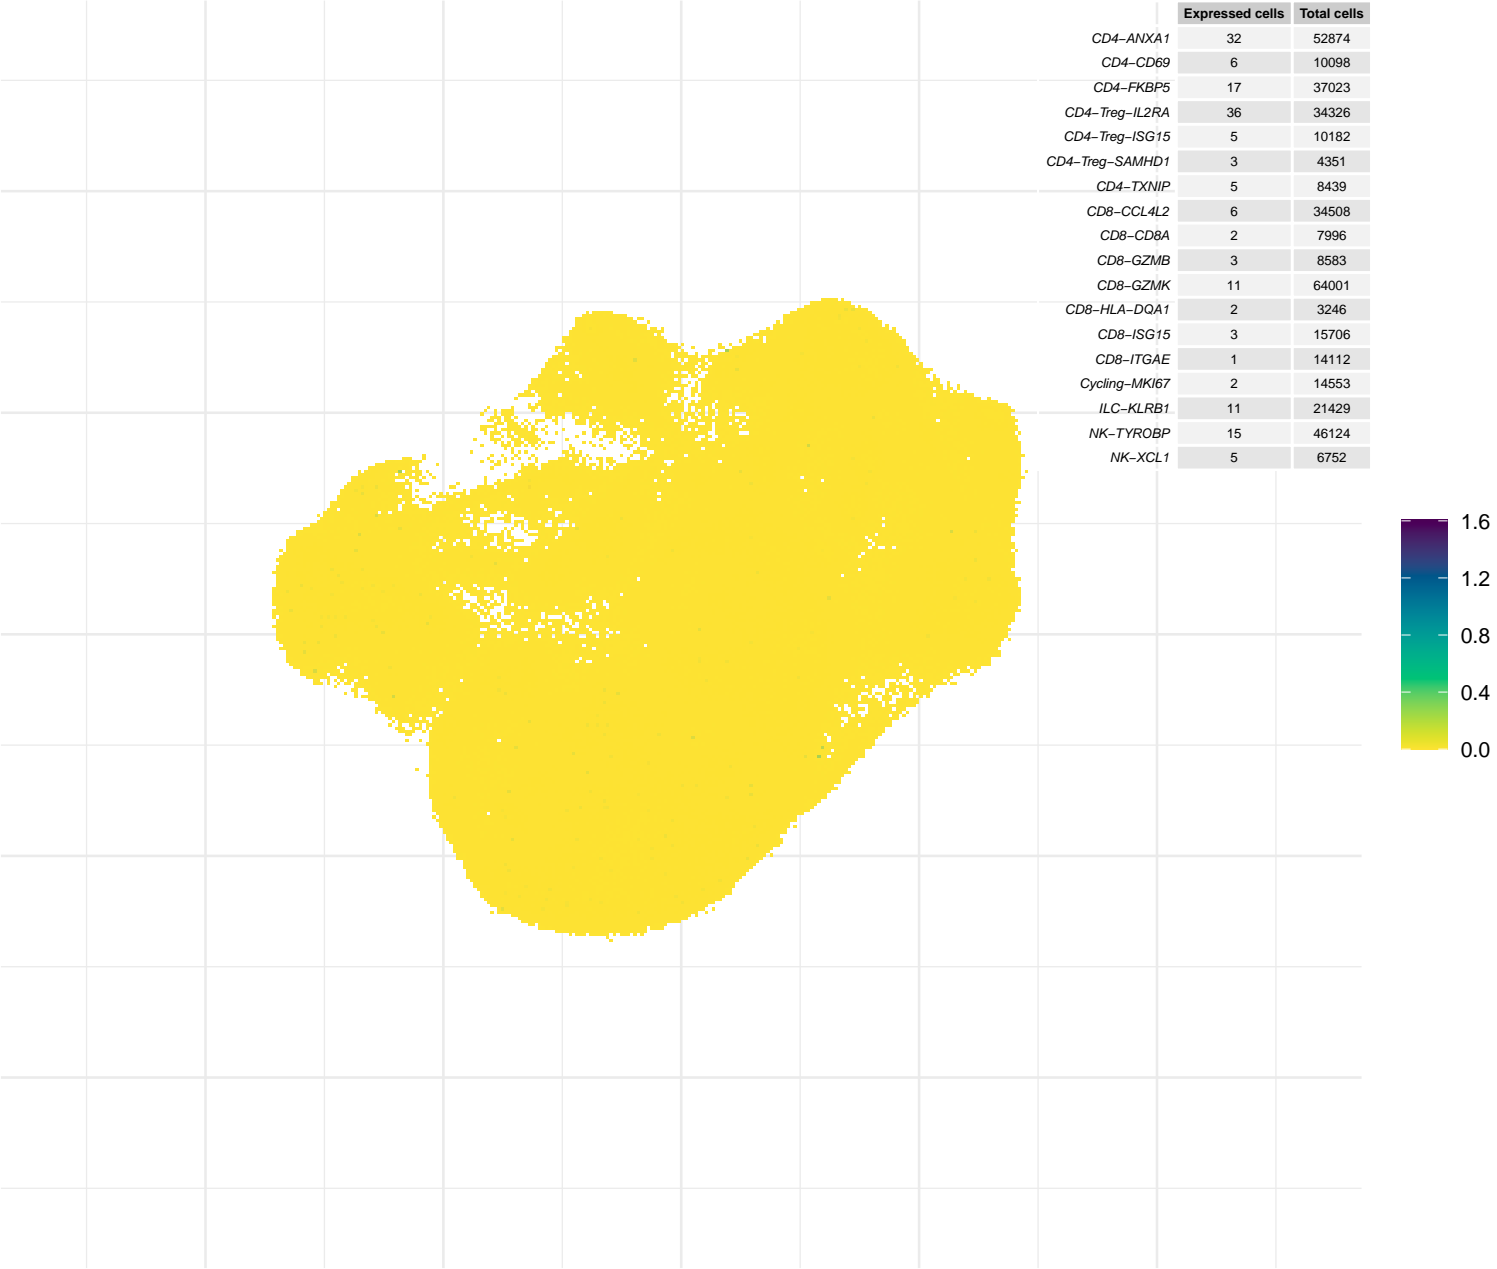 Expressed cells Total cells
CD4−ANXA1 32 52874
CD4−CD69 6 10098
CD4−FKBP5 17 37023
CD4−Treg−IL2RA 36 34326
CD4−Treg−ISG15 5 10182
CD4−Treg−SAMHD1 3 4351
CD4−TXNIP 5 8439
CD8−CCL4L2 6 34508
CD8−CD8A 2 7996
CD8−GZMB 3 8583
CD8−GZMK 11 64001
CD8−HLA−DQA1 2 3246
CD8−ISG15 3 15706
CD8−ITGAE 1 14112
Cycling−MKI67 2 14553
ILC−KLRB1 11 21429
NK−TYROBP 15 46124
NK−XCL1 5 6752
1.6
1.2
0.8
0.4
0.0